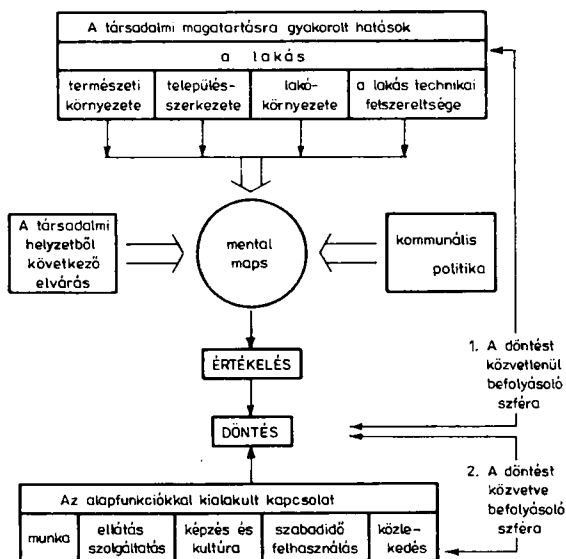 A társadalmi magatartásra gyakorolt hatások
a lakás
természeti
környezete
település-
szerkezete
lakó-
környezete
a lakás technikai
felszereltsége
A társadalmi
helyzetből
következő
elvárás
mental
maps
kommunális
politika
ÉRTÉKELÉS
DÖNTÉS
1. A döntést
közvetlenül
befolyásoló
szféra
2. A döntést
közvetve
befolyásoló
szféra
Az alapfunkciókkal kialakult kapcsolat
munka
ellátás
szolgáltatás
képzés és
kultúra
szabadidő
felhasználás
közle-
kedés